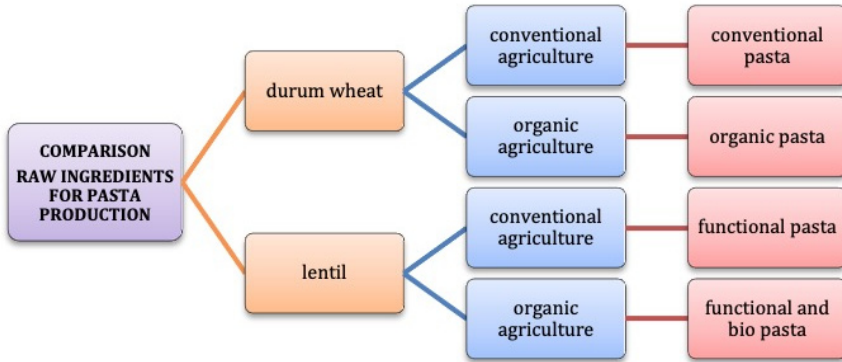 COMPARISON
RAW INGREDIENTS
FOR PASTA
PRODUCTION
durum wheat
conventional
agriculture
conventional
pasta
organic
agriculture
organic pasta
lentil
conventional
agriculture
functional pasta
organic
agriculture
functional and
bio pasta